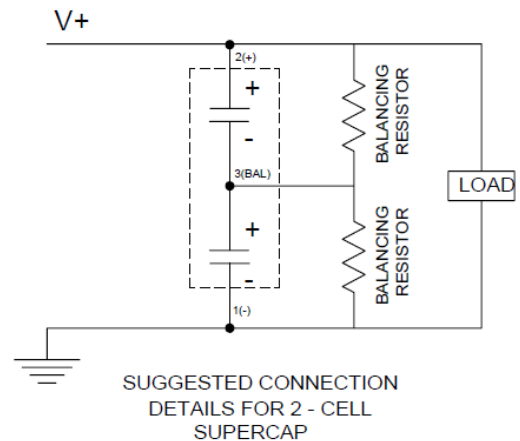 V+
2(+)
+
-
BALANCING
RESISTOR
3(BAL)
LOAD
+
-
BALANCING
RESISTOR
1(-)
SUGGESTED CONNECTION
DETAILS FOR 2 - CELL
SUPERCAP